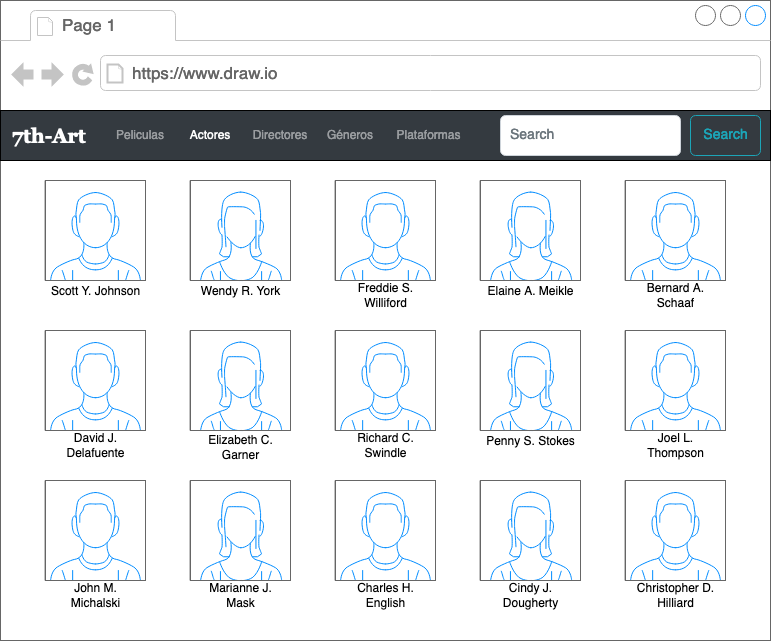 Page 1
https://www.draw.io
7th-Art Peliculas Actores Directores Géneros Plataformas Search Search
Scott Y. Johnson
Wendy R. York
Freddie S.
Williford
Elaine A. Meikle
Bernard A.
Schaaf
David J.
Delafuente
Elizabeth C.
Garner
Richard C.
Swindle
Penny S. Stokes
Joel L.
Thompson
John M.
Michalski
Marianne J.
Mask
Charles H.
English
Cindy J.
Dougherty
Christopher D.
Hilliard